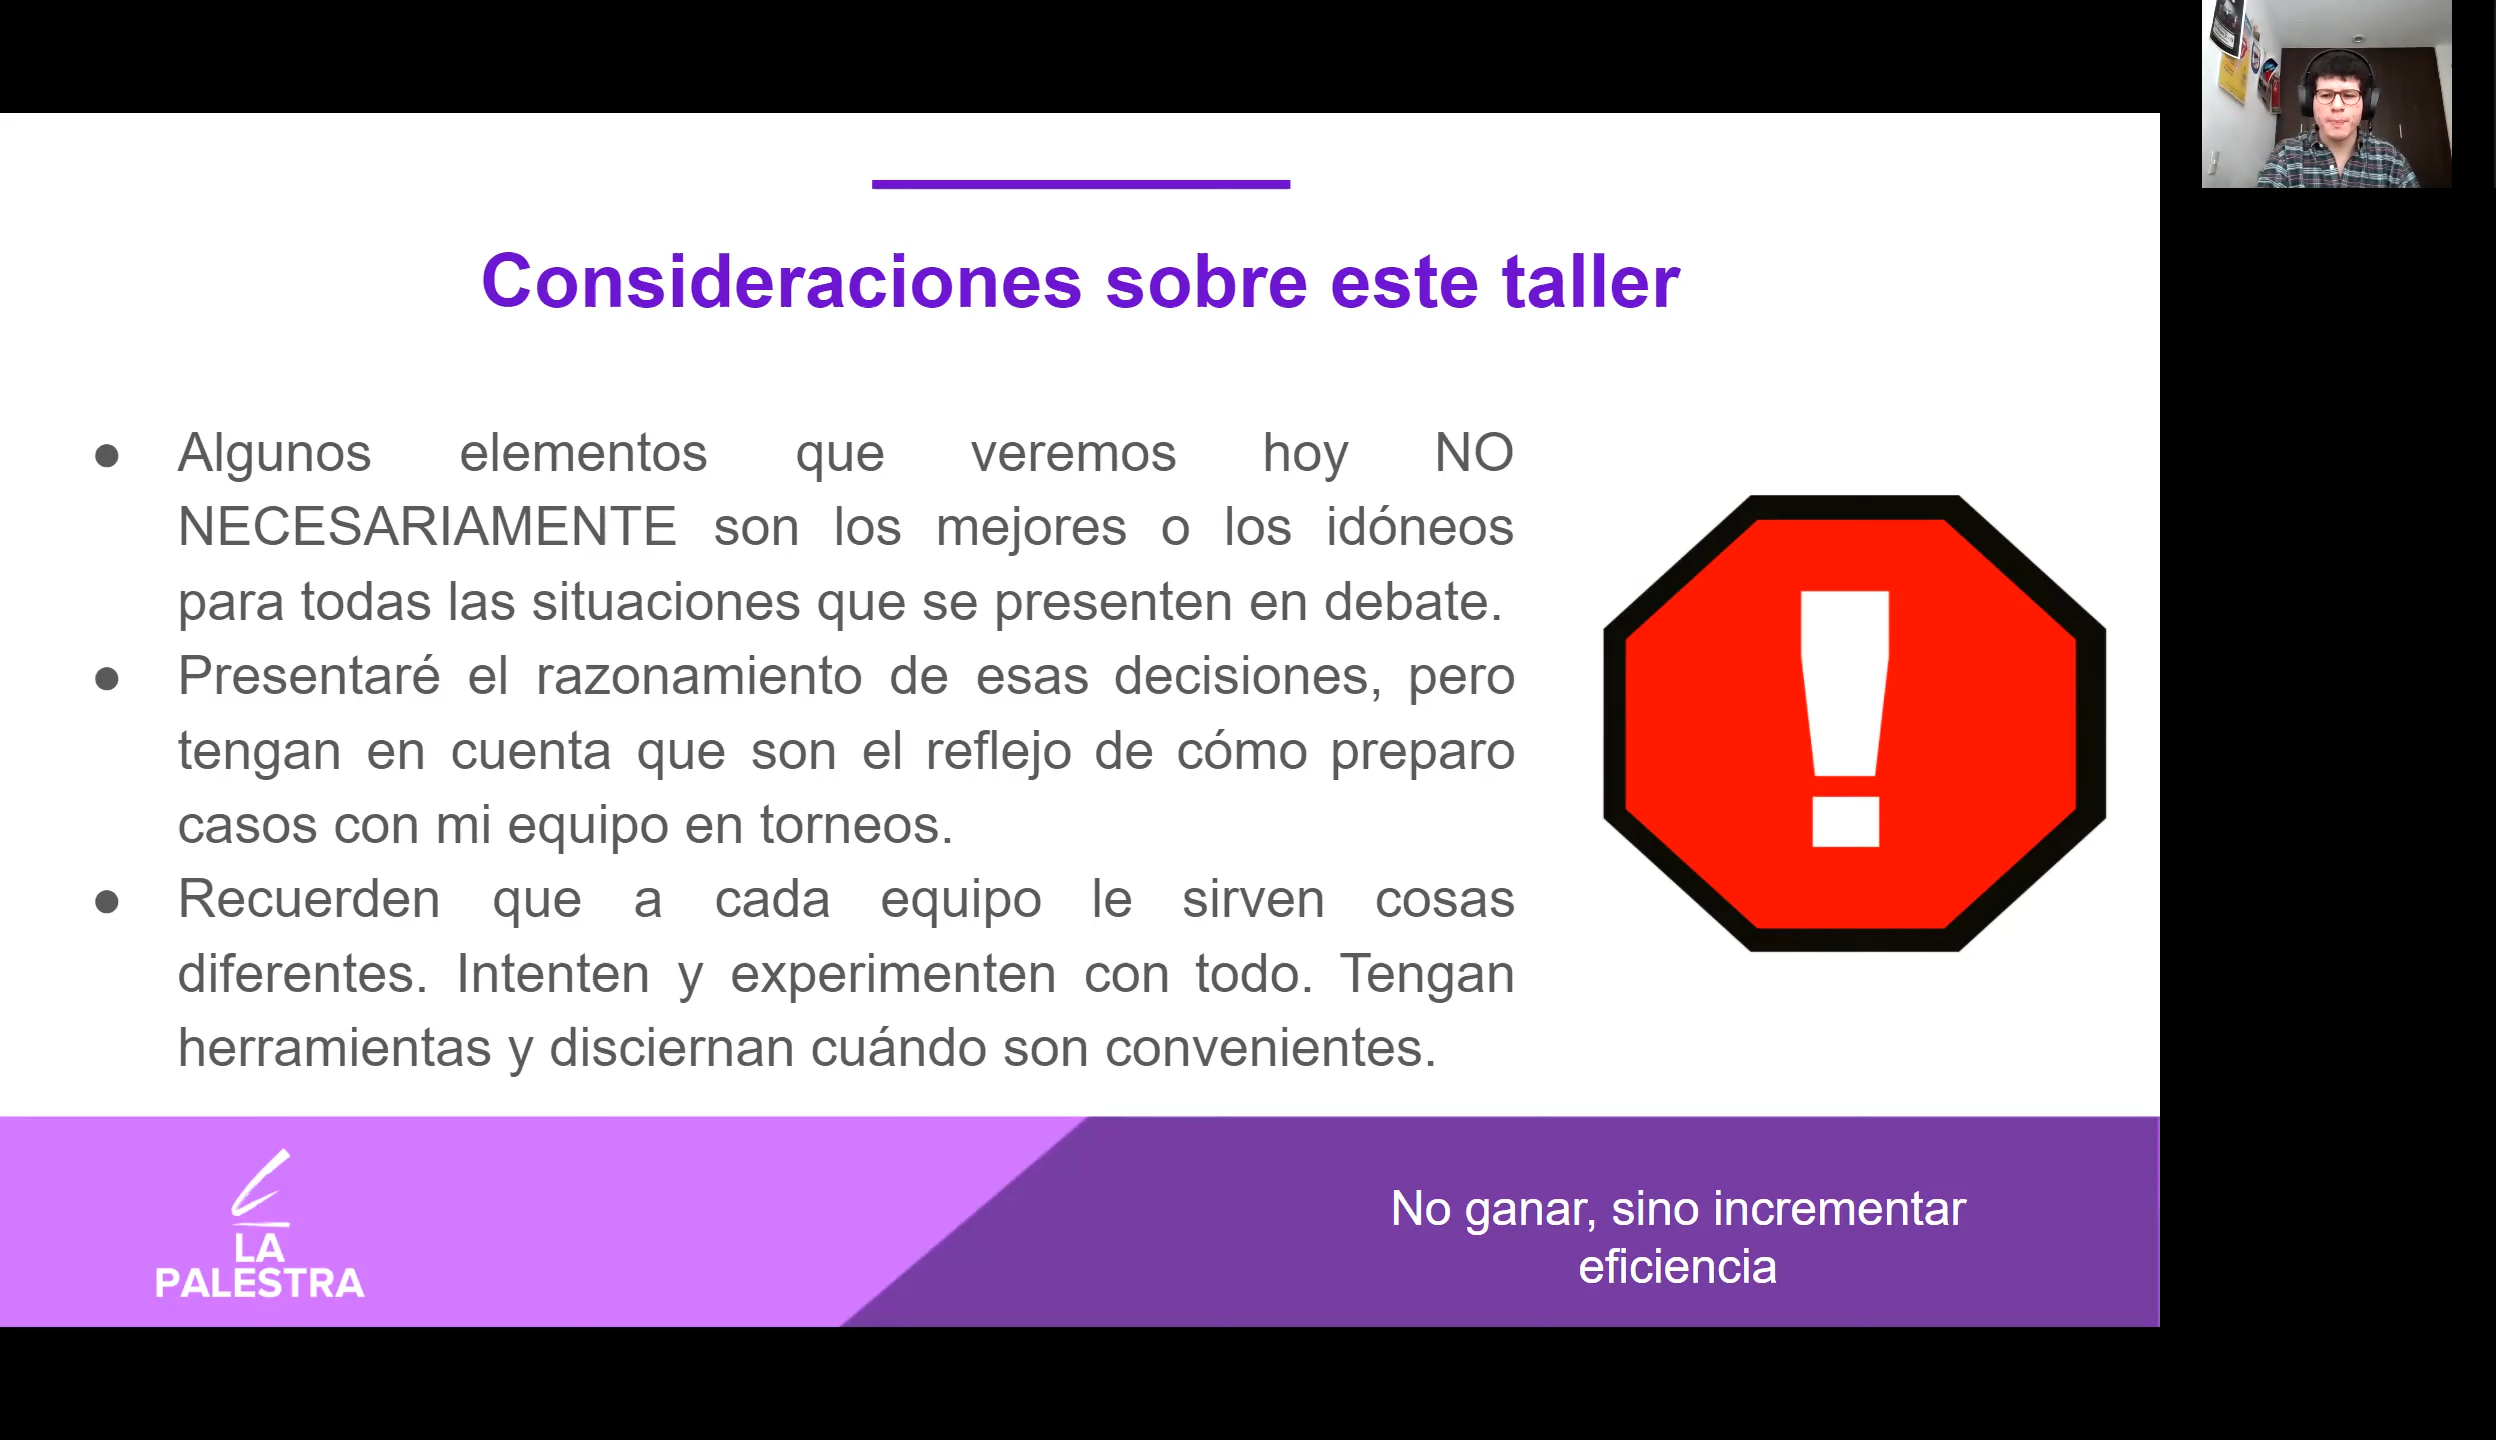 Consideraciones sobre este taller
● Algunos elementos que veremos hoy NO
NECESARIAMENTE son los mejores o los idóneos
para todas las situaciones que se presenten en debate.
● Presentaré el razonamiento de esas decisiones, pero
tengan en cuenta que son el reflejo de cómo preparo
casos con mi equipo en torneos.
● Recuerden que a cada equipo le sirven cosas
diferentes. Intenten y experimenten con todo. Tengan
herramientas y disciernan cuándo son convenientes.
!
LA
PALESTRA
No ganar, sino incrementar
eficiencia